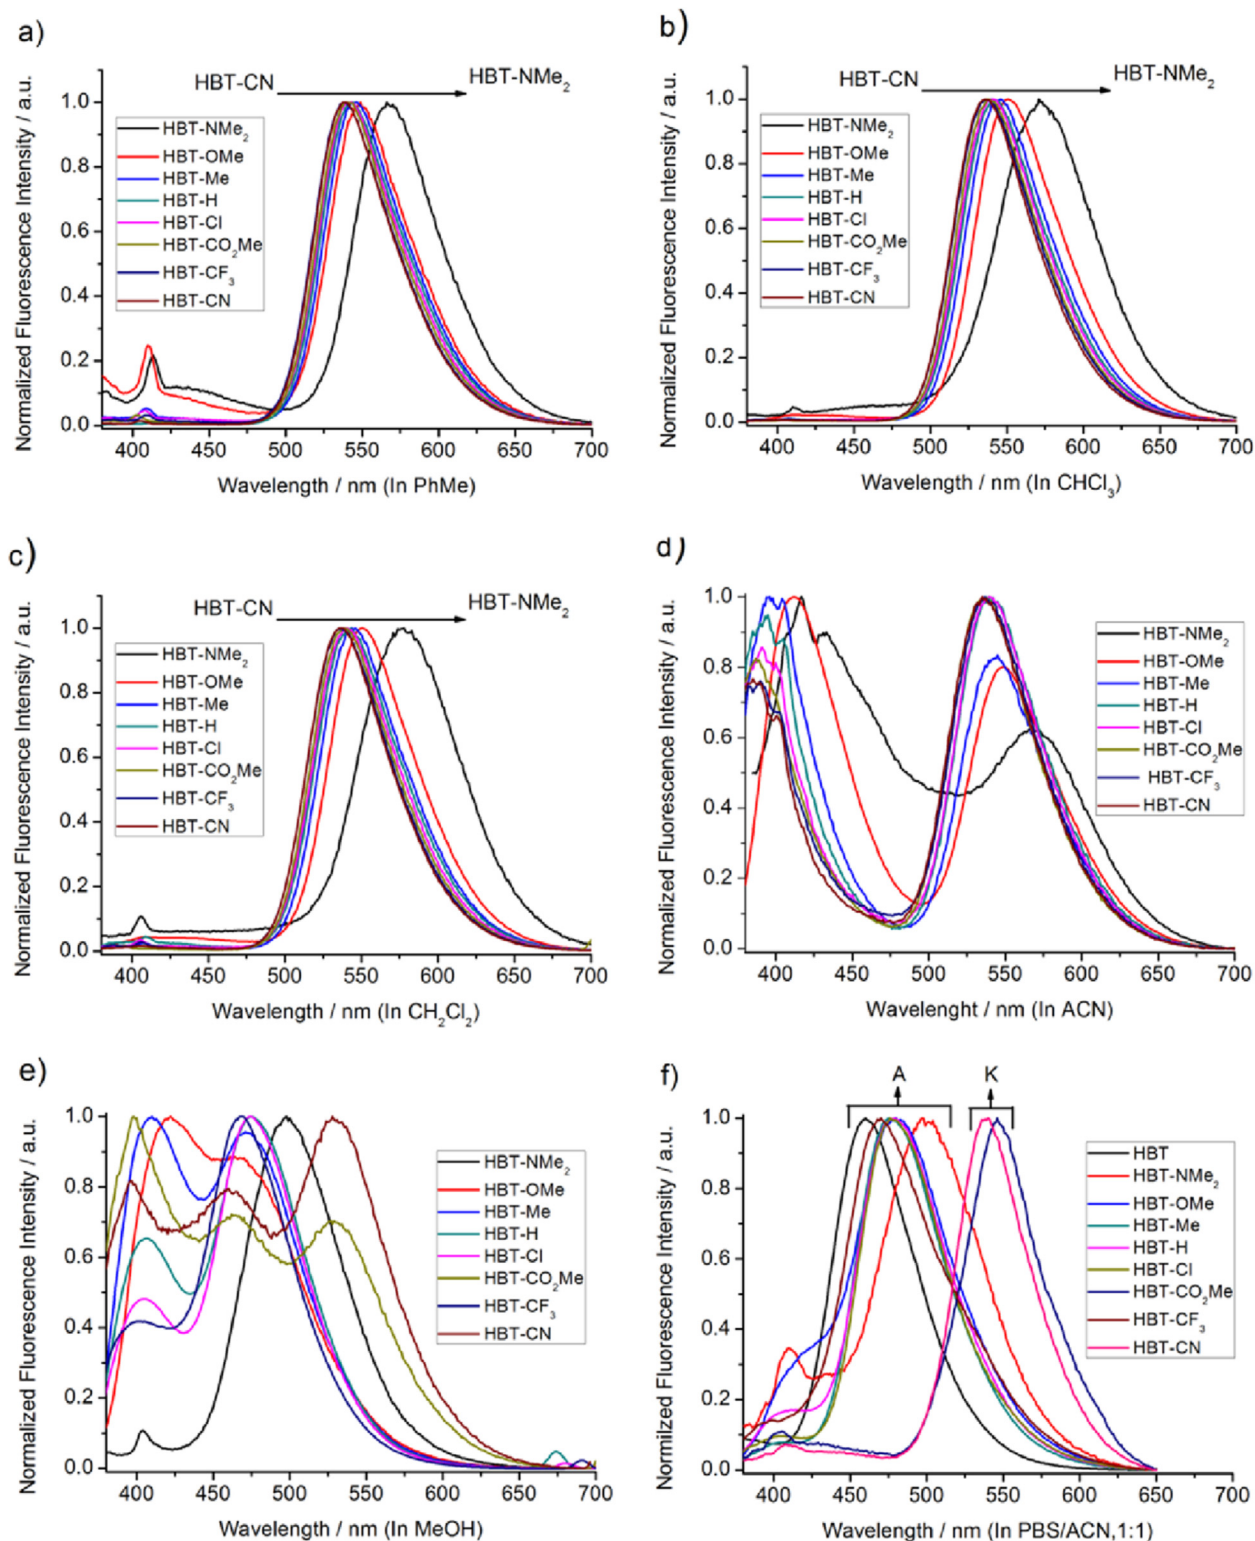 a)
HBT-CN
HBT-NMe₂
Normalized Fluorescence Intensity / a.u.
1.0
0.8
0.6
0.4
0.2
0.0
HBT-NMe₂
HBT-OMe
HBT-Me
HBT-H
HBT-Cl
HBT-CO₂Me
HBT-CF₃
HBT-CN
400 450 500 550 600 650 700
Wavelength / nm (In PhMe)
b)
HBT-CN
HBT-NMe₂
Normalized Fluorescence Intensity / a.u.
1.0
0.8
0.6
0.4
0.2
0.0
HBT-NMe₂
HBT-OMe
HBT-Me
HBT-H
HBT-Cl
HBT-CO₂Me
HBT-CF₃
HBT-CN
400 450 500 550 600 650 700
Wavelength / nm (In CHCl₃)
c)
HBT-CN
HBT-NMe₂
Normalized Fluorescence Intensity / a.u.
1.0
0.8
0.6
0.4
0.2
0.0
HBT-NMe₂
HBT-OMe
HBT-Me
HBT-H
HBT-Cl
HBT-CO₂Me
HBT-CF₃
HBT-CN
400 450 500 550 600 650 700
Wavelength / nm (In CH₂Cl₂)
d)
Normalized Fluorescence Intensity / a.u.
1.0
0.8
0.6
0.4
0.2
0.0
HBT-NMe₂
HBT-OMe
HBT-Me
HBT-H
HBT-Cl
HBT-CO₂Me
HBT-CF₃
HBT-CN
400 450 500 550 600 650 700
Wavelenght / nm (In ACN)
e)
Normalized Fluorescence Intensity / a.u.
1.0
0.8
0.6
0.4
0.2
0.0
HBT-NMe₂
HBT-OMe
HBT-Me
HBT-H
HBT-Cl
HBT-CO₂Me
HBT-CF₃
HBT-CN
400 450 500 550 600 650 700
Wavelength / nm (In MeOH)
f)
A K
Normilzed Fluorescence Intensity / a.u.
1.0
0.8
0.6
0.4
0.2
0.0
HBT
HBT-NMe₂
HBT-OMe
HBT-Me
HBT-H
HBT-Cl
HBT-CO₂Me
HBT-CF₃
HBT-CN
400 450 500 550 600 650 700
Wavelength / nm (In PBS/ACN,1:1)